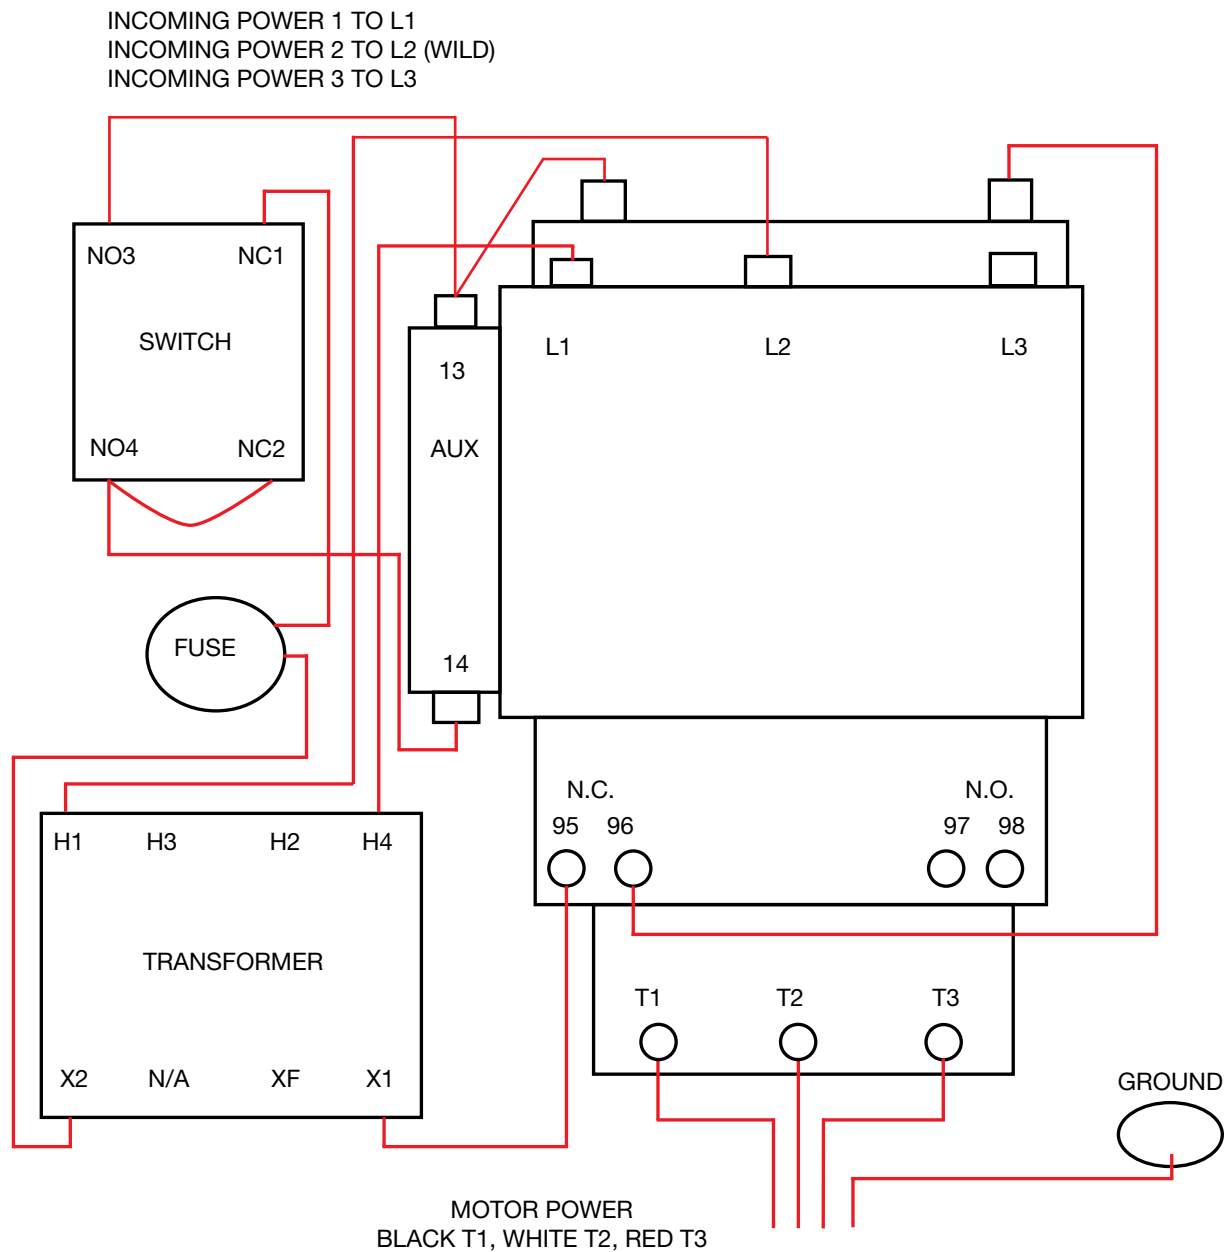 INCOMING POWER 1 TO L1
INCOMING POWER 2 TO L2 (WILD)
INCOMING POWER 3 TO L3
NO3 NC1
SWITCH
NO4 NC2
13
AUX
14
L1 L2 L3
FUSE
N.C. N.O.
95 96 97 98
H1 H3 H2 H4
TRANSFORMER
X2 N/A XF X1
T1 T2 T3
GROUND
MOTOR POWER
BLACK T1, WHITE T2, RED T3